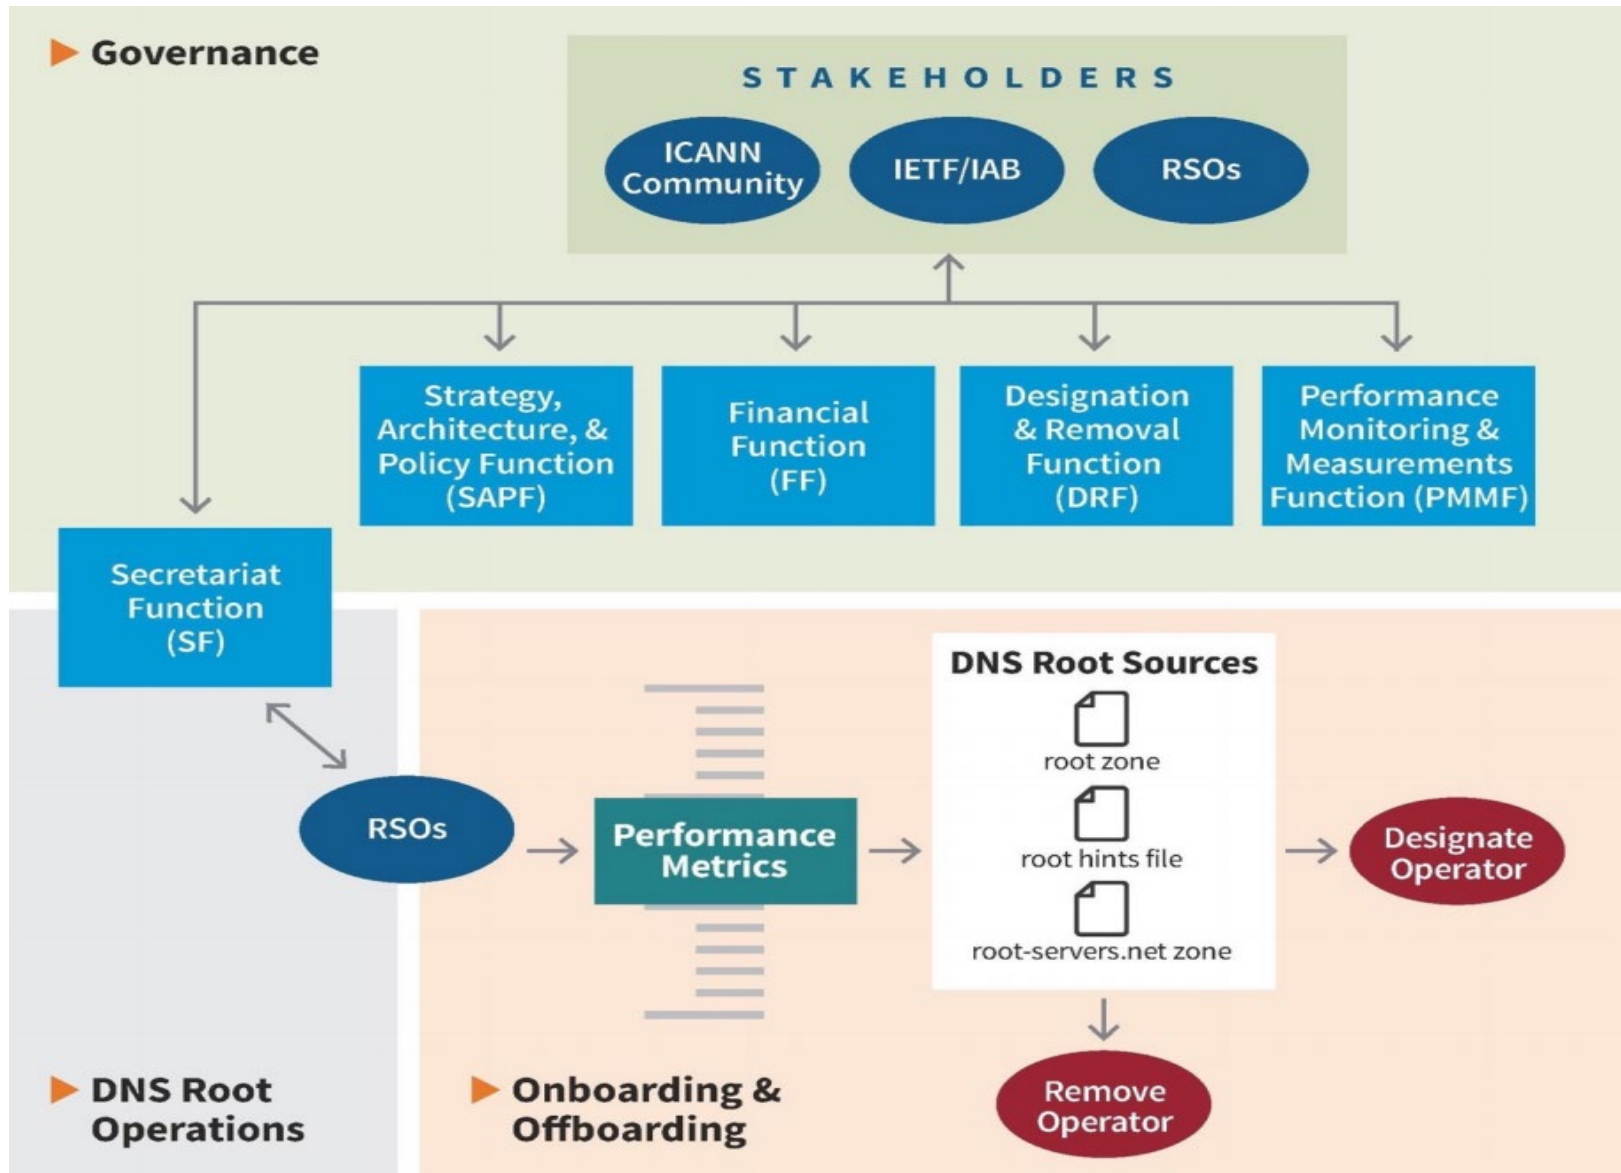 Governance
STAKEHOLDERS
ICANN
Community
IETF/IAB
RSOs
Strategy,
Architecture, &
Policy Function
(SAPF)
Financial
Function
(FF)
Designation
& Removal
Function
(DRF)
Performance
Monitoring &
Measurements
Function (PMMF)
Secretariat
Function
(SF)
RSOs
Performance
Metrics
DNS Root Sources
root zone
root hints file
root-servers.net zone
Designate
Operator
Remove
Operator
DNS Root
Operations
Onboarding &
Offboarding